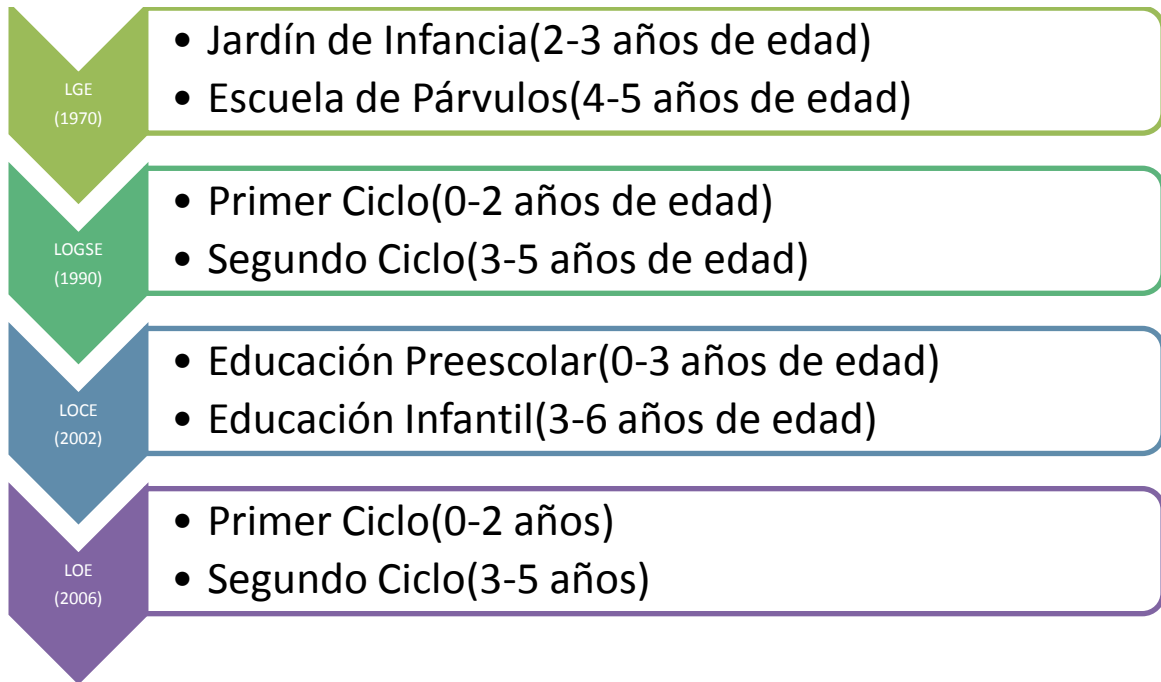 LGE
(1970)
• Jardín de Infancia(2-3 años de edad)
• Escuela de Párvulos(4-5 años de edad)
LOGSE
(1990)
• Primer Ciclo(0-2 años de edad)
• Segundo Ciclo(3-5 años de edad)
LOCE
(2002)
• Educación Preescolar(0-3 años de edad)
• Educación Infantil(3-6 años de edad)
LOE
(2006)
• Primer Ciclo(0-2 años)
• Segundo Ciclo(3-5 años)